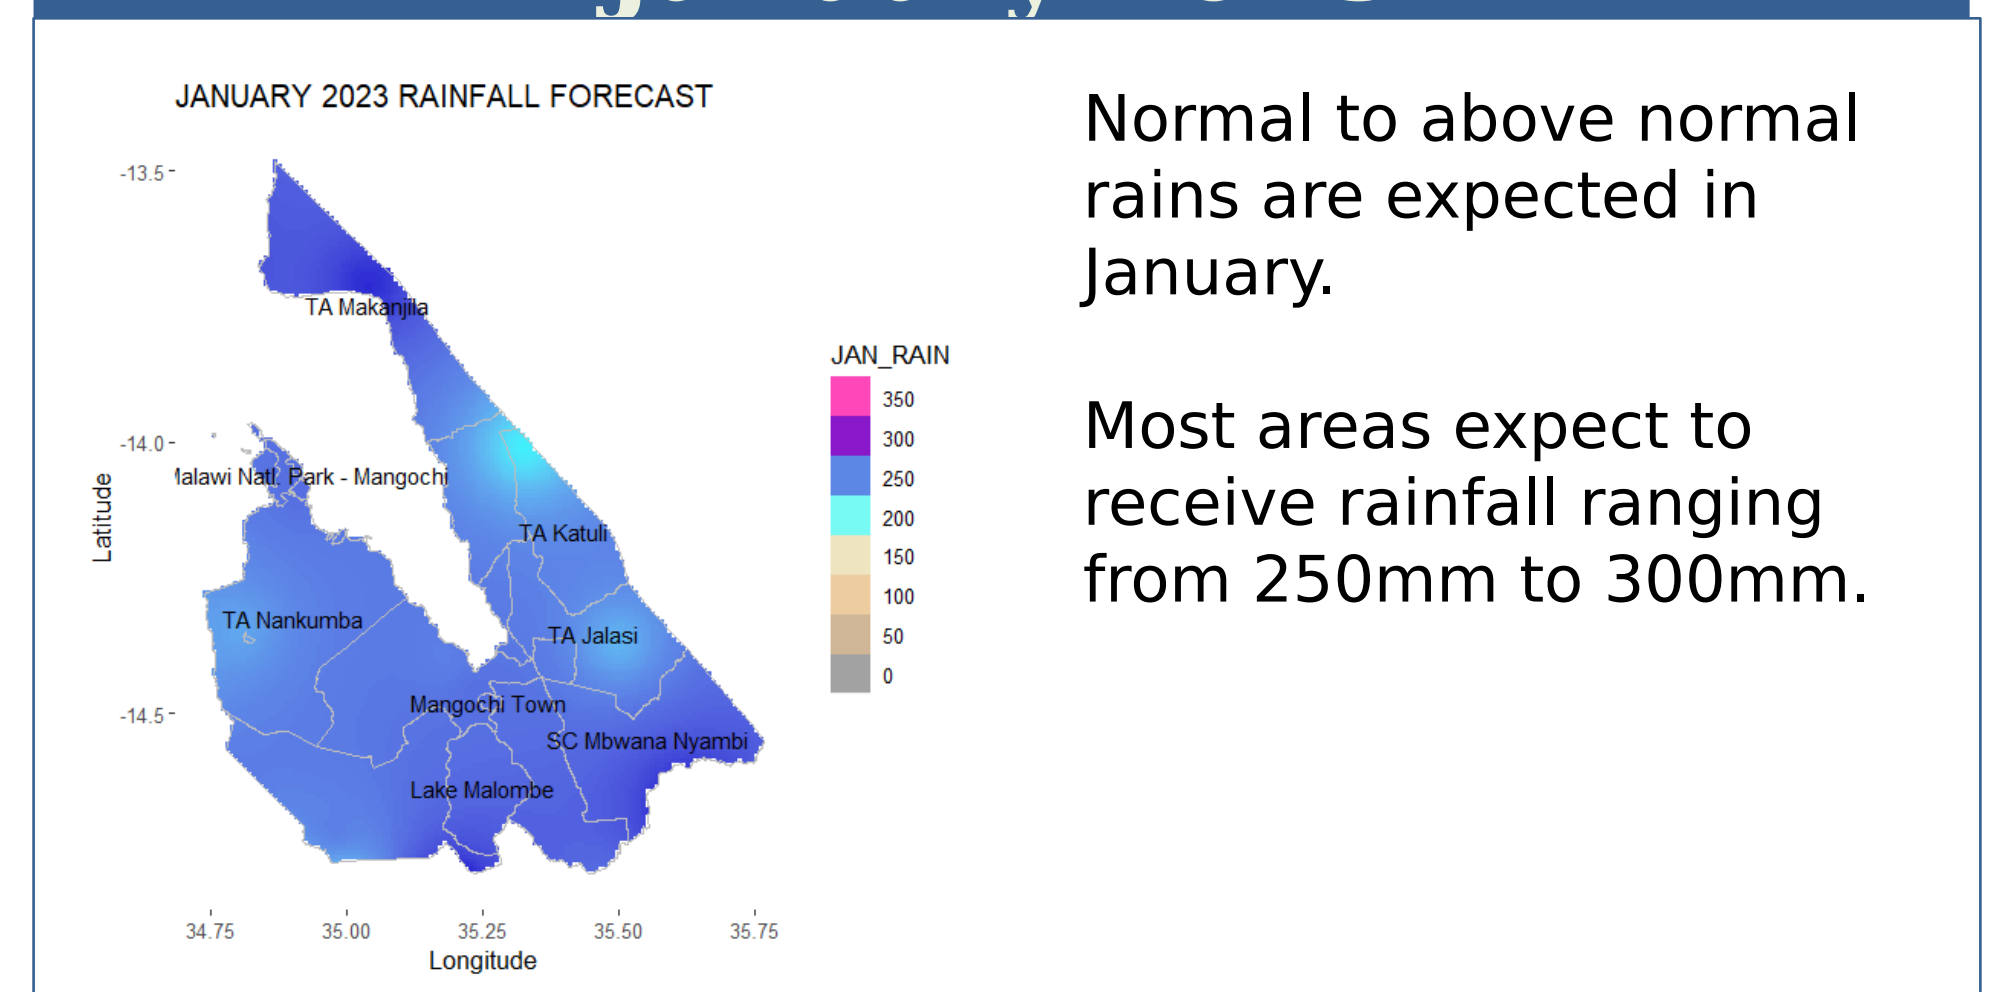 JANUARY 2023 RAINFALL FORECAST
Normal to above normal
rains are expected in
January.
Most areas expect to
receive rainfall ranging
from 250mm to 300mm.
-13.5
-14.0
-14.5
Latitude
TA Makanjila
Malawi Natl. Park - Mangochi
TA Katuli
TA Nankumba
TA Jalasi
Mangochi Town
SC Mbwana Nyambi
Lake Malombe
JAN_RAIN
350
300
250
200
150
100
50
0
34.75 35.00 35.25 35.50 35.75
Longitude